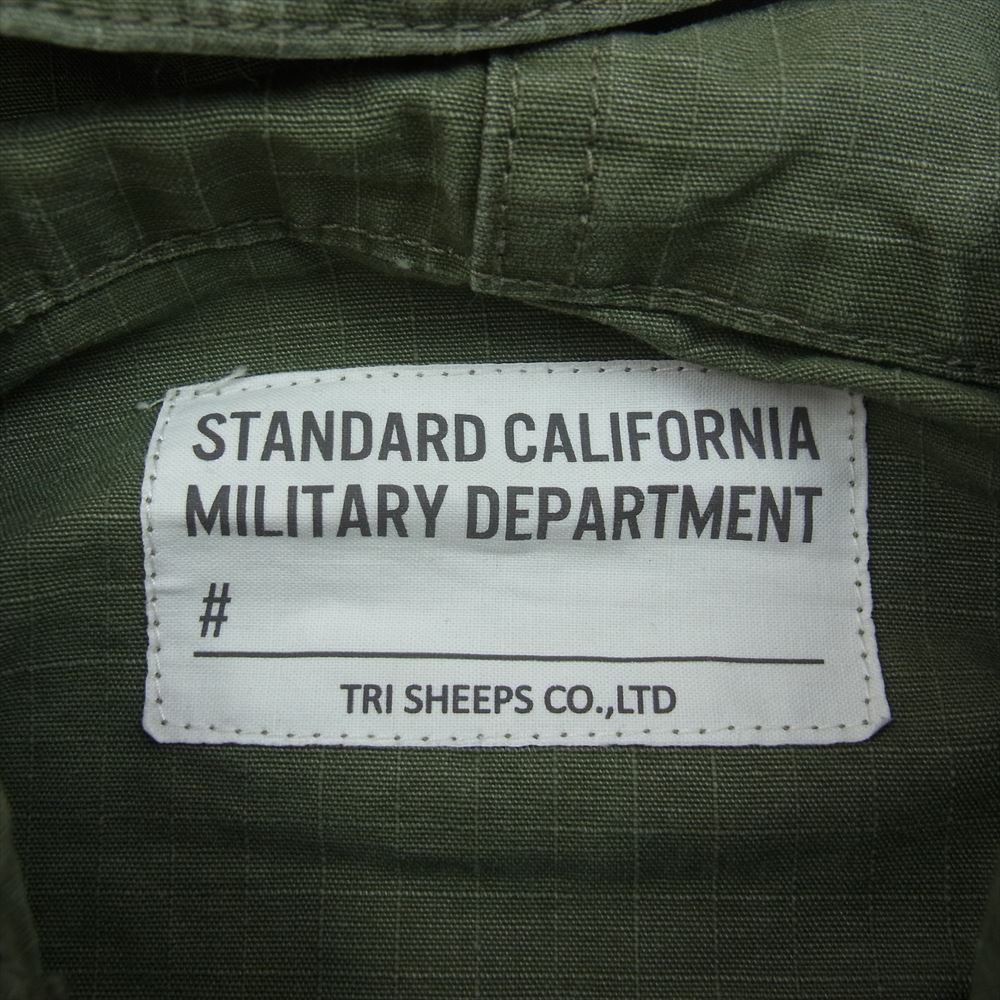 STANDARD CALIFORNIA
MILITARY DEPARTMENT
#
TRI SHEEPS CO.,LTD